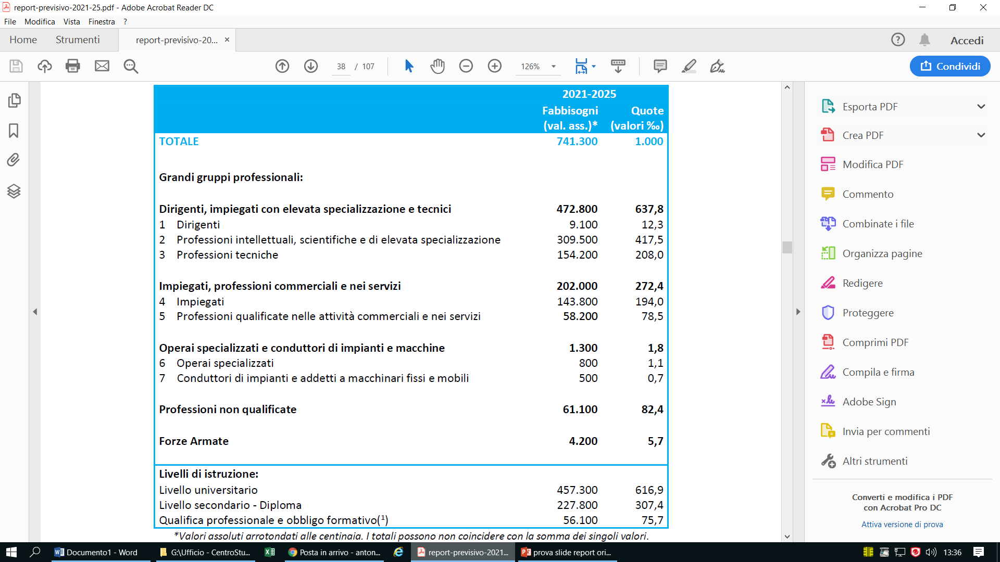 report-previsivo-2021-25.pdf - Adobe Acrobat Reader DC
File Modifica Vista Finestra ?
Home Strumenti report-previsivo-20... × Accedi
38 / 107 126% Condividi
2021-2025
Fabbisogni Quote
(val. ass.)* (valori ‰)
TOTALE 741.300 1.000
Grandi gruppi professionali:
Dirigenti, impiegati con elevata specializzazione e tecnici 472.800 637,8
1 Dirigenti 9.100 12,3
2 Professioni intellettuali, scientifiche e di elevata specializzazione 309.500 417,5
3 Professioni tecniche 154.200 208,0
Impiegati, professioni commerciali e nei servizi 202.000 272,4
4 Impiegati 143.800 194,0
5 Professioni qualificate nelle attività commerciali e nei servizi 58.200 78,5
Operai specializzati e conduttori di impianti e macchine 1.300 1,8
6 Operai specializzati 800 1,1
7 Conduttori di impianti e addetti a macchinari fissi e mobili 500 0,7
Professioni non qualificate 61.100 82,4
Forze Armate 4.200 5,7
Livelli di istruzione:
Livello universitario 457.300 616,9
Livello secondario - Diploma 227.800 307,4
Qualifica professionale e obbligo formativo(1) 56.100 75,7
*Valori assoluti arrotondati alle centinaia. I totali possono non coincidere con la somma dei singoli valori.
Esporta PDF
Crea PDF
Modifica PDF
Commento
Combinate i file
Organizza pagine
Redigere
Proteggere
Comprimi PDF
Compila e firma
Adobe Sign
Invia per commenti
Altri strumenti
Converti e modifica i PDF
con Acrobat Pro DC
Attiva versione di prova
Documento1 - Word G:\Ufficio - CentroStu... Posta in arrivo - anton... report-previsivo-2021... prova slide report ori... 13:36